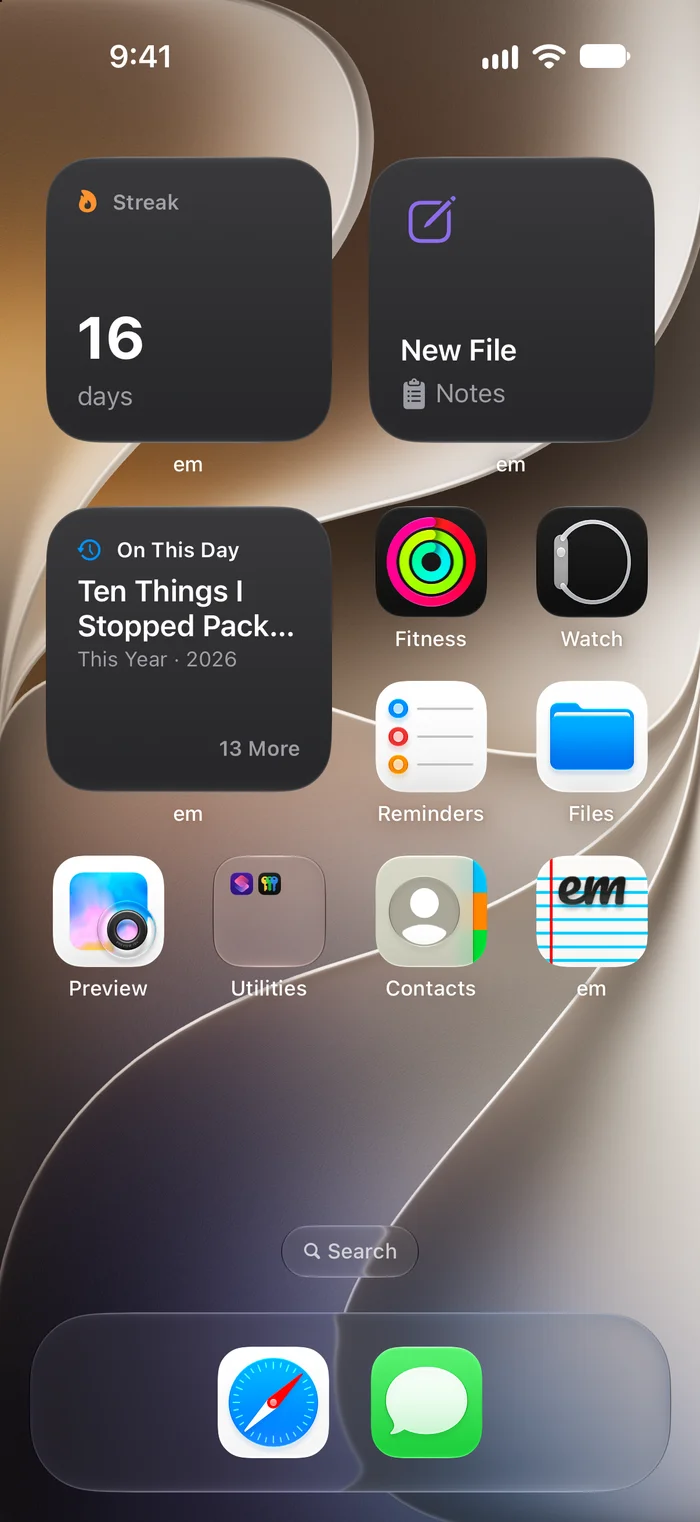 9:41
Streak
16
days
em
New File
Notes
em
On This Day
Ten Things I
Stopped Pack...
This Year · 2026
13 More
em
Fitness
Watch
Reminders
Files
Preview
Utilities
Contacts
em
em
Search